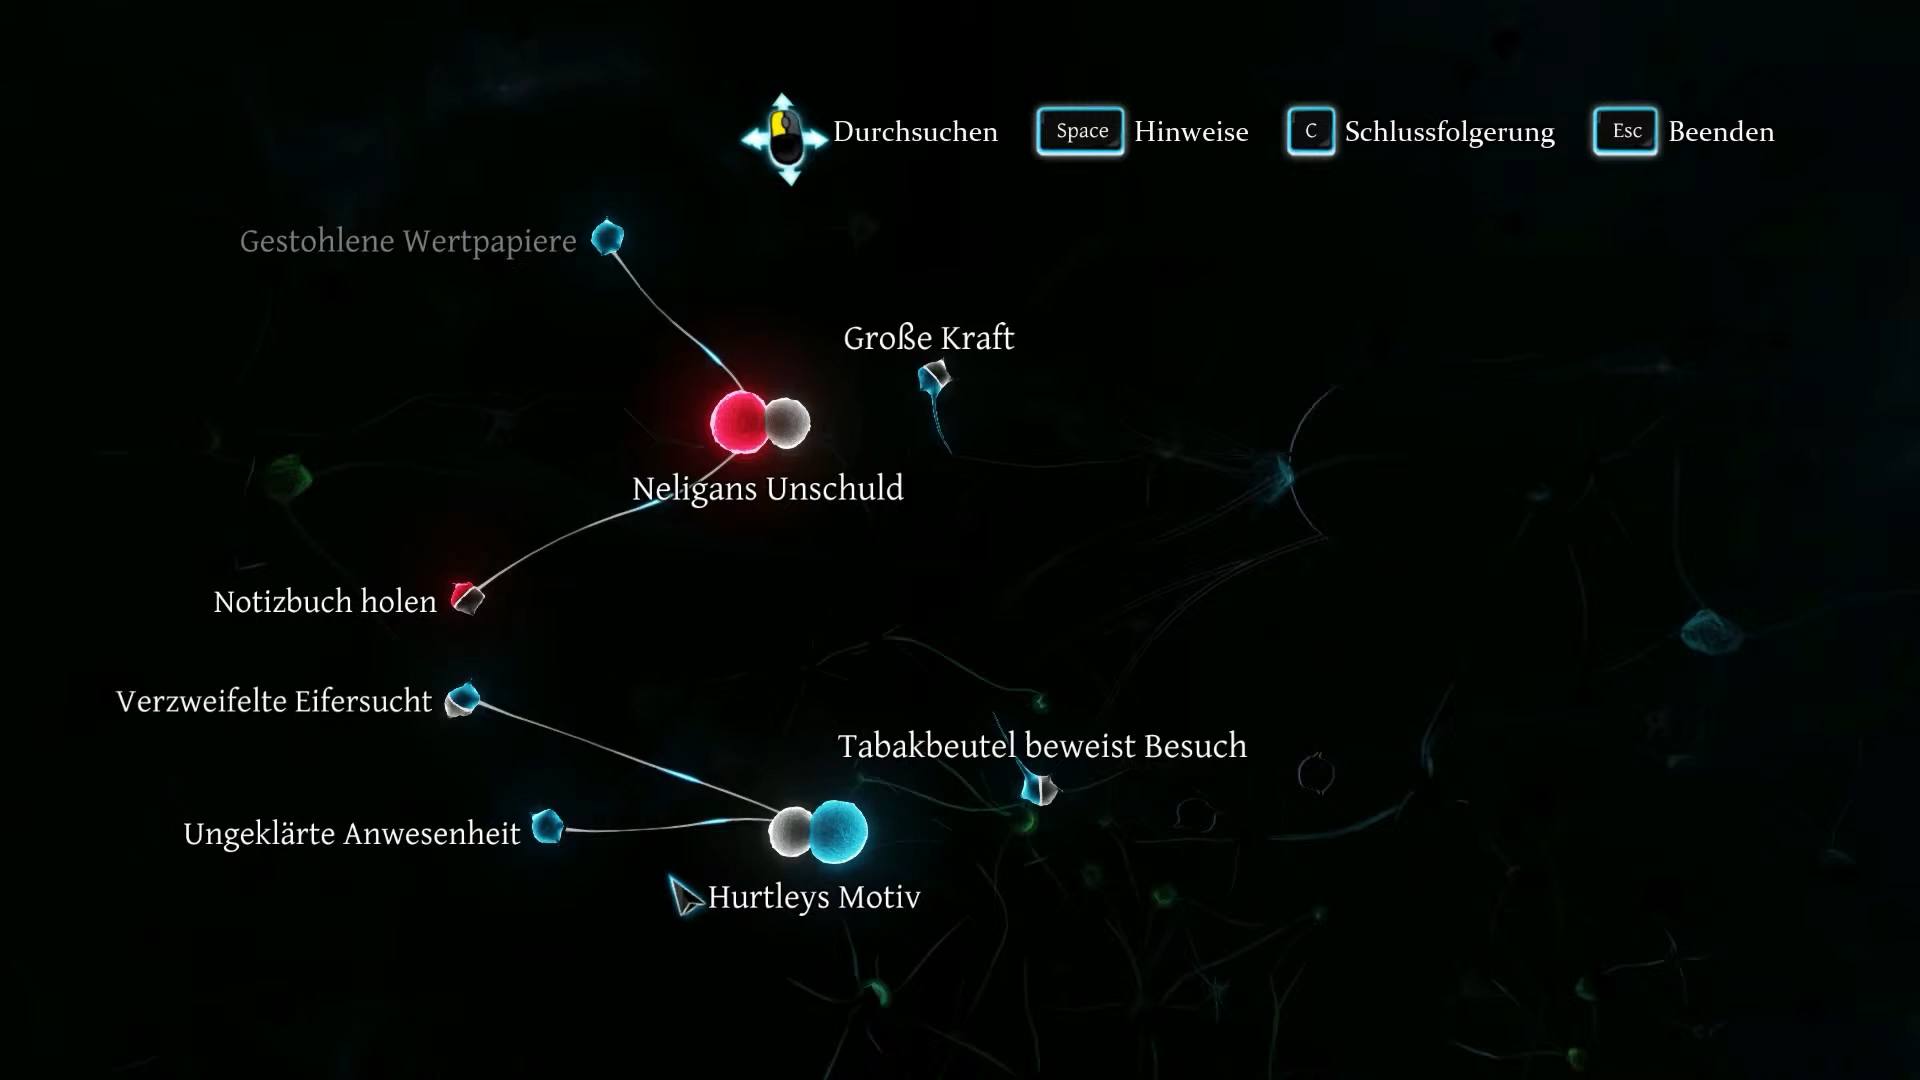 Durchsuchen
Space Hinweise
C Schlussfolgerung
Esc Beenden
Gestohlene Wertpapiere
Große Kraft
Neligans Unschuld
Notizbuch holen
Verzweifelte Eifersucht
Tabakbeutel beweist Besuch
Ungeklärte Anwesenheit
Hurtleys Motiv